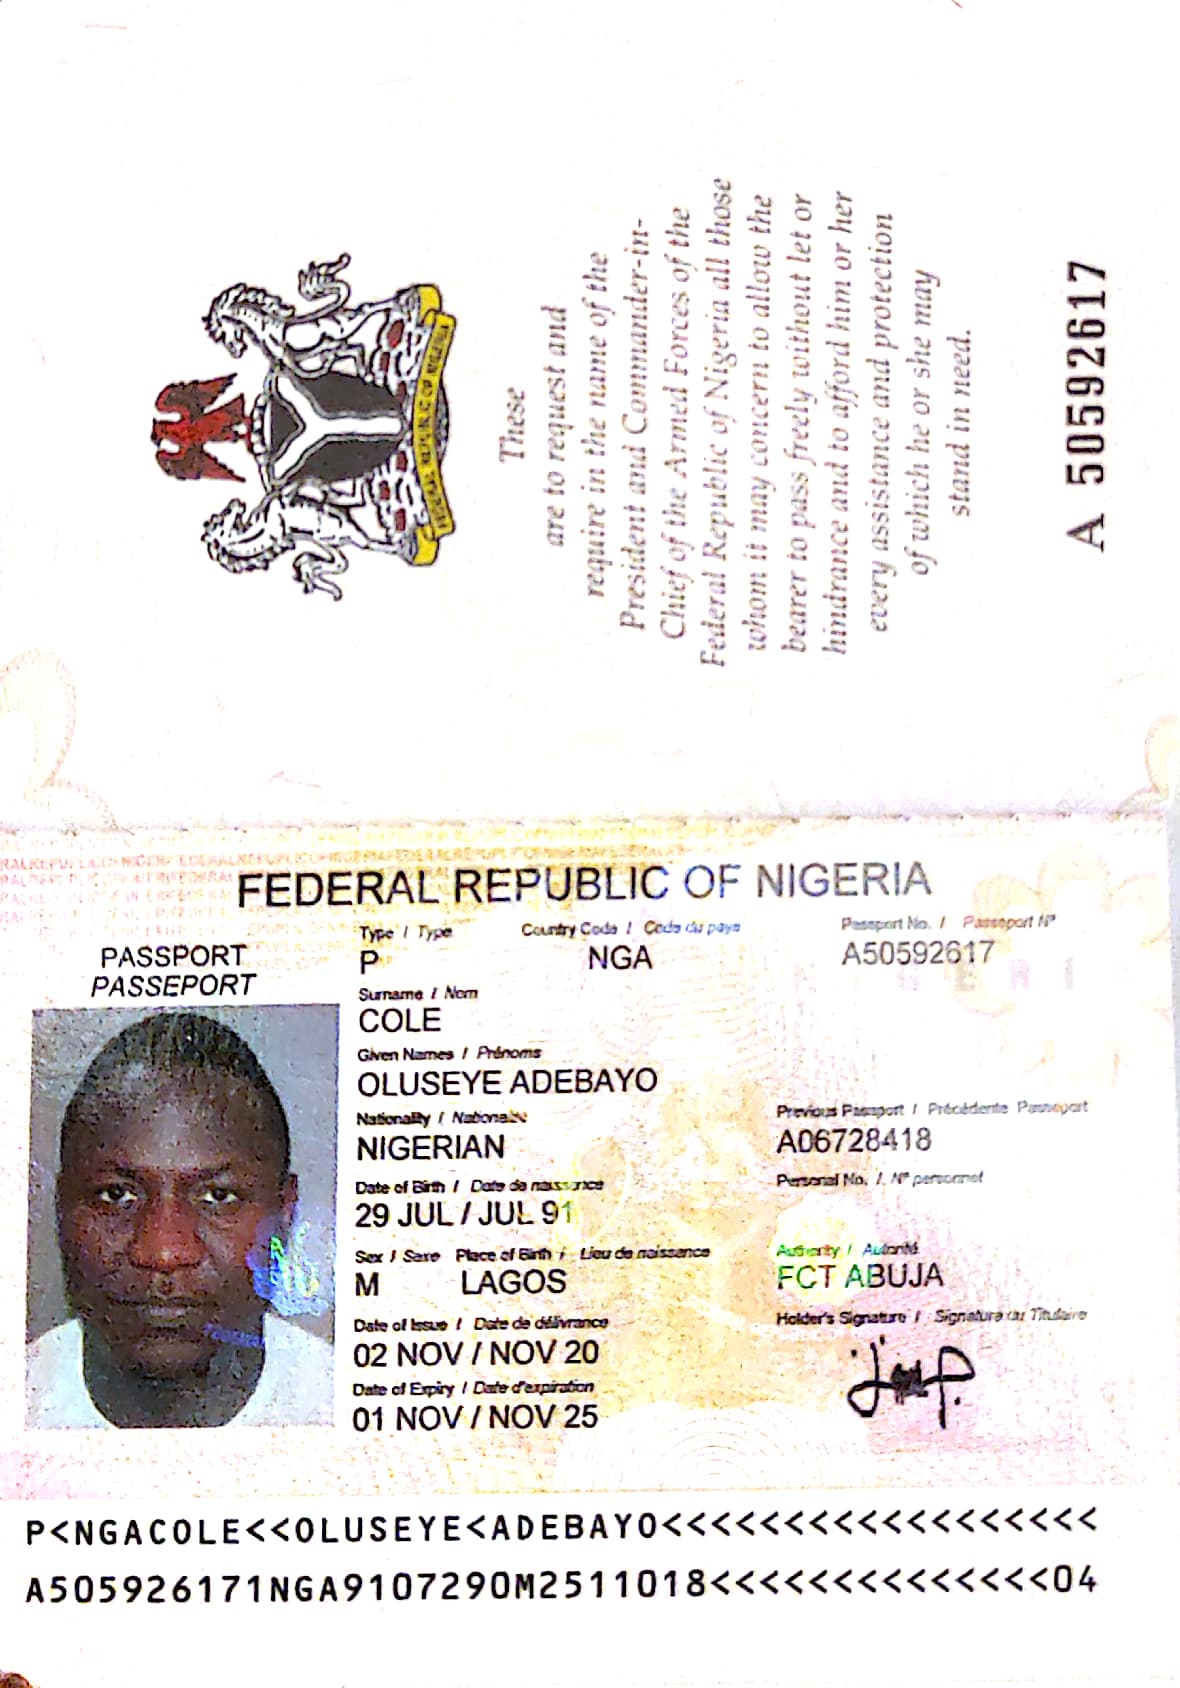 FEDERAL REPUBLIC OF NIGERIA
These
are to request and
require in the name of the
President and Commander-in-
Chief of the Armed Forces of the
Federal Republic of Nigeria all those
whom it may concern to allow the
bearer to pass freely without let or
hindrance and to afford him or her
every assistance and protection
of which he or she may
stand in need.
A 50592617
FEDERAL REPUBLIC OF NIGERIA
PASSPORT
PASSEPORT
Type / Type
Country Code / Code du pays
Passport No. / Passeport N°
P
NGA
A50592617
Surname / Nom
COLE
Given Names / Prénoms
OLUSEYE ADEBAYO
Nationality / Nationalité
Previous Passport / Précédente Passeport
NIGERIAN
A06728418
Date of Birth / Date de naissance
Personal No. / N° personnel
29 JUL / JUL 91
Sex / Sexe Place of Birth / Lieu de naissance
Authority / Autorité
M LAGOS
FCT ABUJA
Date of Issue / Date de délivrance
Holder's Signature / Signature du Titulaire
02 NOV / NOV 20
Date of Expiry / Date d'expiration
01 NOV / NOV 25
P<NGACOLE<<OLUSEYE<ADEBAYO<<<<<<<<<<<<<<<<<<
A505926171NGA9107290M2511018<<<<<<<<<<<<<<04